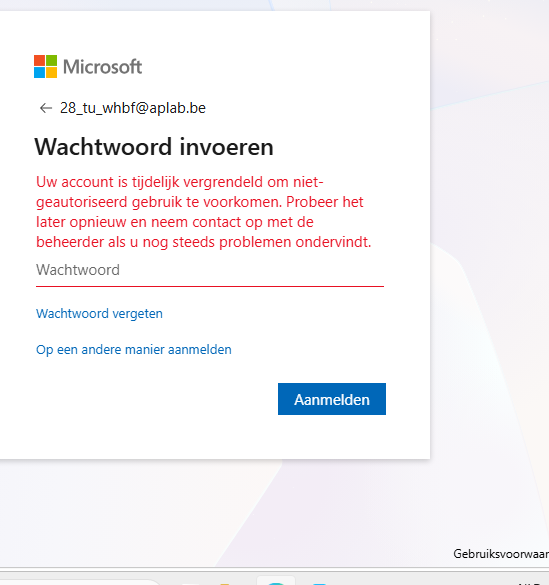 Microsoft
28_tu_whbf@aplab.be
Wachtwoord invoeren
Uw account is tijdelijk vergrendeld om niet-
geautoriseerd gebruik te voorkomen. Probeer het
later opnieuw en neem contact op met de
beheerder als u nog steeds problemen ondervindt.
Wachtwoord
Wachtwoord vergeten
Op een andere manier aanmelden
Aanmelden
Gebruiksvoorwaar